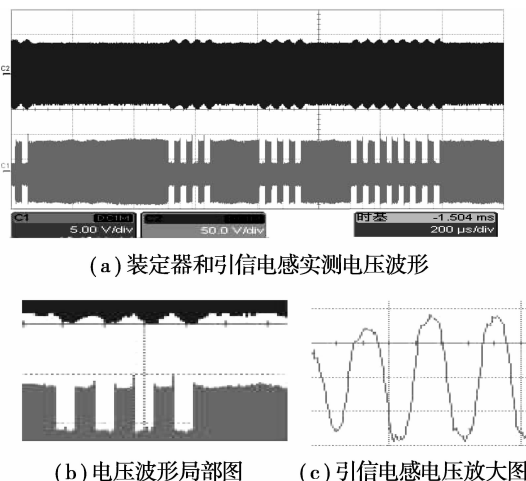 C2
C1
C1 DC1M C2
5.00 V/div 50.0 V/div
时基 -1.504 ms
200 µs/div
(a)装定器和引信电感实测电压波形
(b)电压波形局部图 (c)引信电感电压放大图